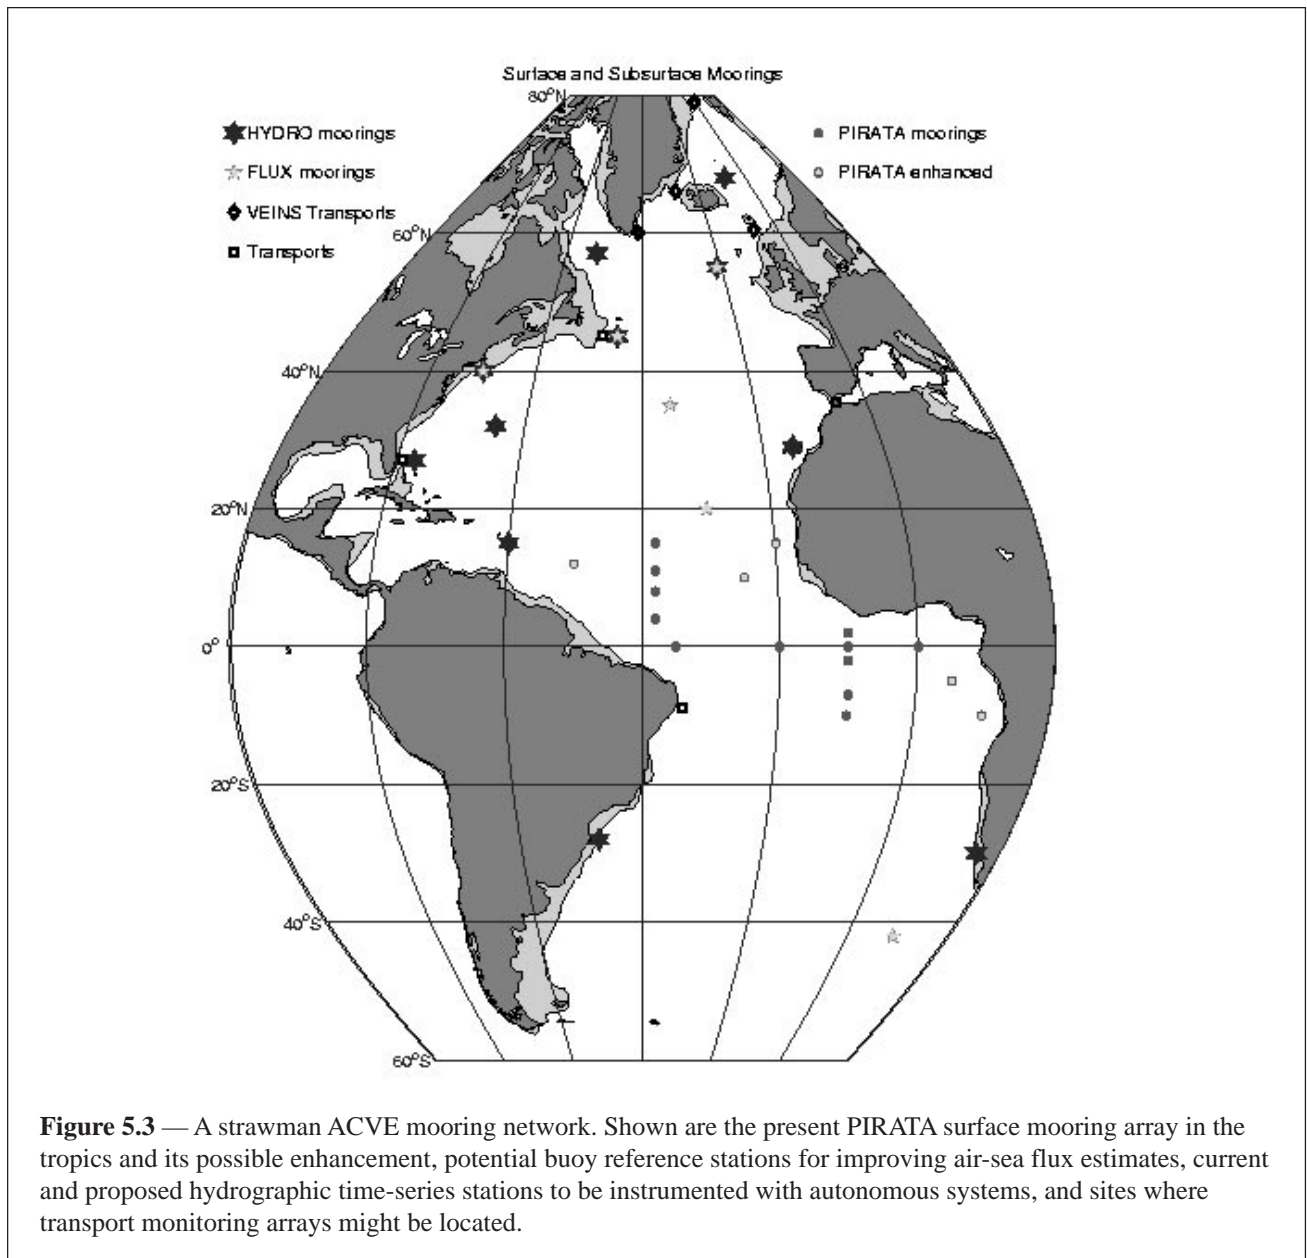 Surface and Subsurface Moorings
80°N
HYDRO moorings
PIRATA moorings
FLUX moorings
PIRATA enhanced
VEINS Transports
60°N
Transports
40°N
20°N
0°
20°S
40°S
60°S
Figure 5.3 — A strawman ACVE mooring network. Shown are the present PIRATA surface mooring array in the
tropics and its possible enhancement, potential buoy reference stations for improving air-sea flux estimates, current
and proposed hydrographic time-series stations to be instrumented with autonomous systems, and sites where
transport monitoring arrays might be located.